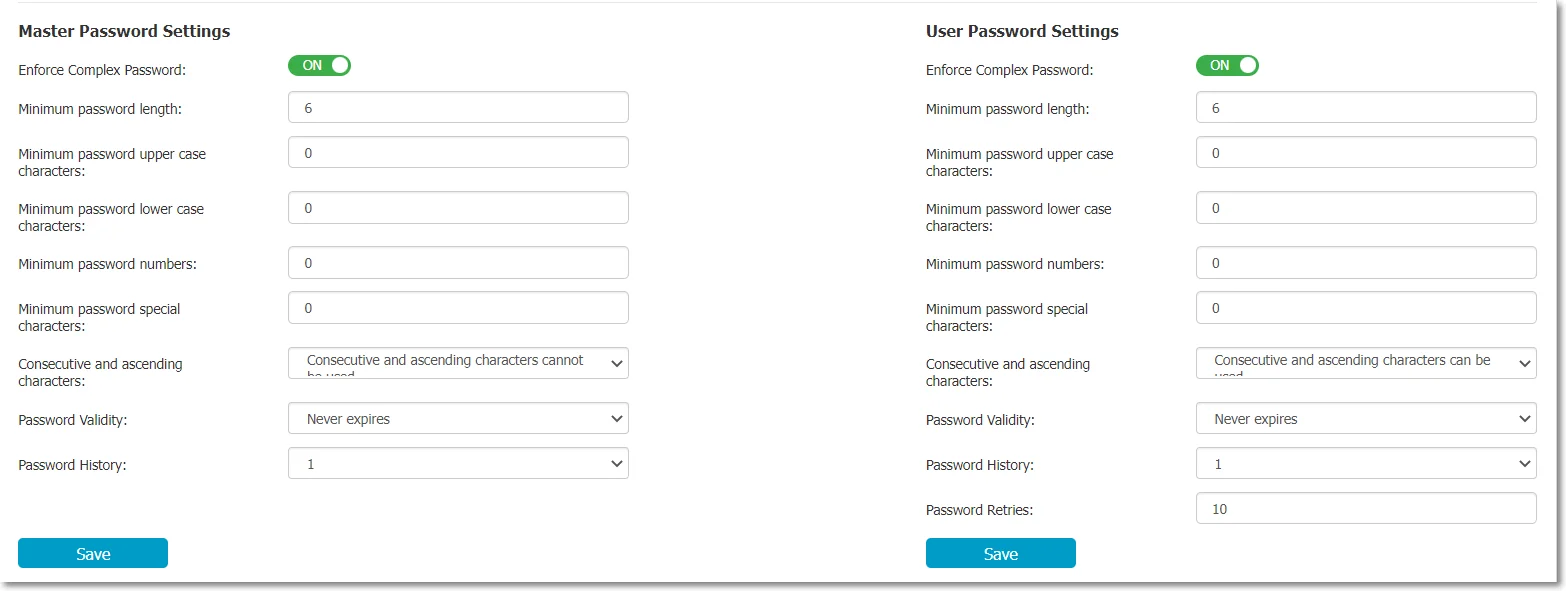 Master Password Settings
Enforce Complex Password:
ON
Minimum password length:
6
Minimum password upper case
characters:
0
Minimum password lower case
characters:
0
Minimum password numbers:
0
Minimum password special
characters:
0
Consecutive and ascending
characters:
Consecutive and ascending characters cannot
be used
Password Validity:
Never expires
Password History:
1
Save
User Password Settings
Enforce Complex Password:
ON
Minimum password length:
6
Minimum password upper case
characters:
0
Minimum password lower case
characters:
0
Minimum password numbers:
0
Minimum password special
characters:
0
Consecutive and ascending
characters:
Consecutive and ascending characters can be
used
Password Validity:
Never expires
Password History:
1
Password Retries:
10
Save